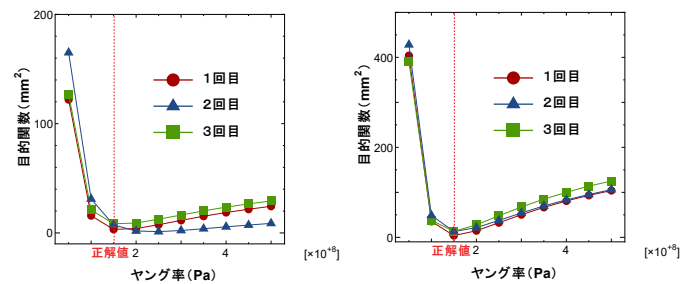 200
100
0
目的関数（mm²）
1回目
2回目
3回目
正解値
2
4
[×10⁺⁸]
ヤング率（Pa）
400
200
0
目的関数（mm²）
1回目
2回目
3回目
正解値
2
4
[×10⁺⁸]
ヤング率（Pa）